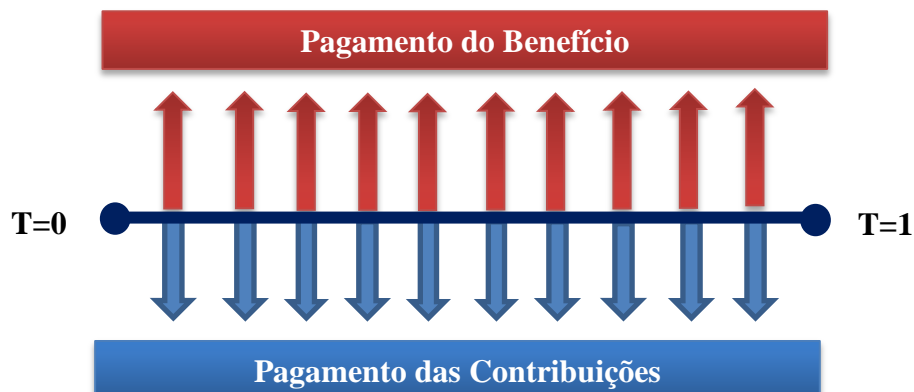 Pagamento do Benefício
T=0
T=1
Pagamento das Contribuições